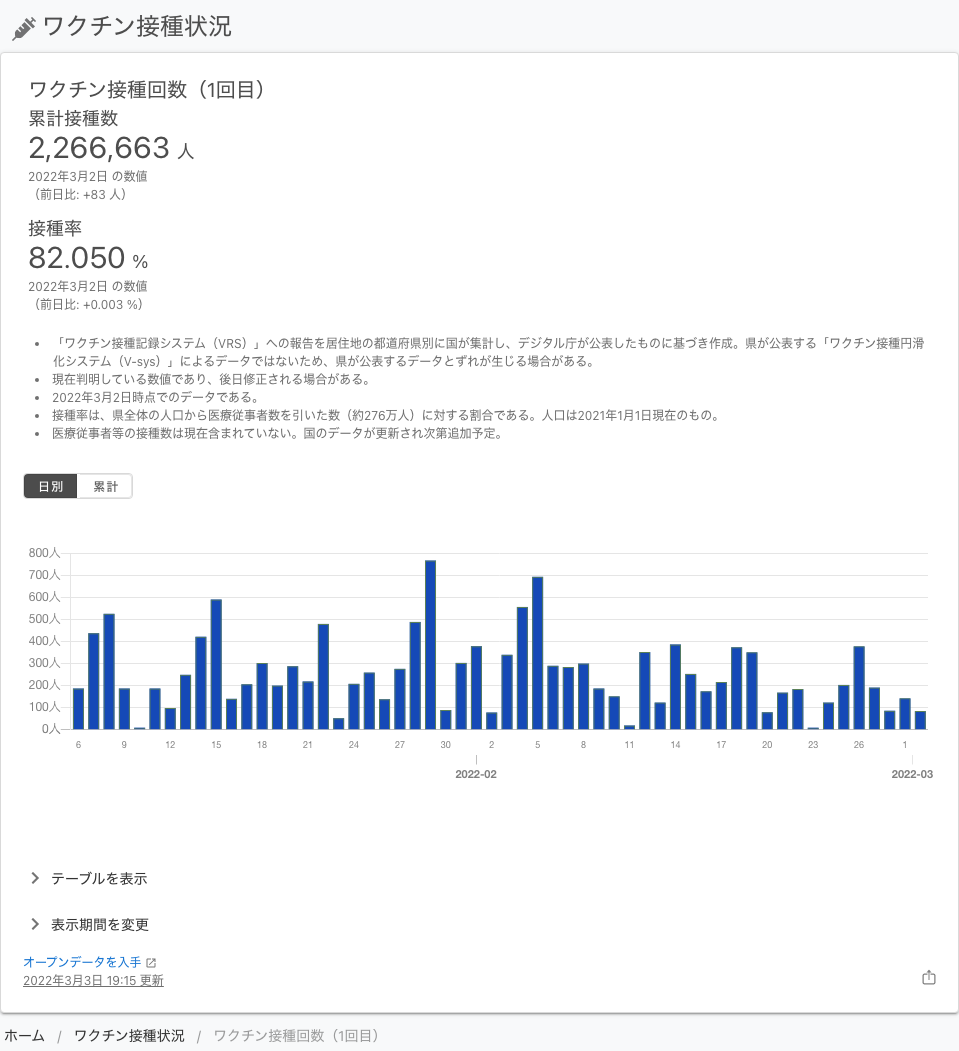 ワクチン接種状況
ワクチン接種回数（1回目）
累計接種数
2,266,663 人
2022年3月2日 の数値
（前日比: +83 人）
接種率
82.050 %
2022年3月2日 の数値
（前日比: +0.003 %）
• 「ワクチン接種記録システム（VRS）」への報告を居住地の都道府県別に国が集計し、デジタル庁が公表したものに基づき作成。県が公表する「ワクチン接種円滑
化システム（V-sys）」によるデータではないため、県が公表するデータとずれが生じる場合がある。
• 現在判明している数値であり、後日修正される場合がある。
• 2022年3月2日時点でのデータである。
• 接種率は、県全体の人口から医療従事者数を引いた数（約276万人）に対する割合である。人口は2021年1月1日現在のもの。
• 医療従事者等の接種数は現在含まれていない。国のデータが更新され次第追加予定。
日別 累計
800人
700人
600人
500人
400人
300人
200人
100人
0人
6 9 12 15 18 21 24 27 30 2 5 8 11 14 17 20 23 26 1
2022-02 2022-03
テーブルを表示
表示期間を変更
オープンデータを入手
2022年3月3日 19:15 更新
ホーム / ワクチン接種状況 / ワクチン接種回数（1回目）